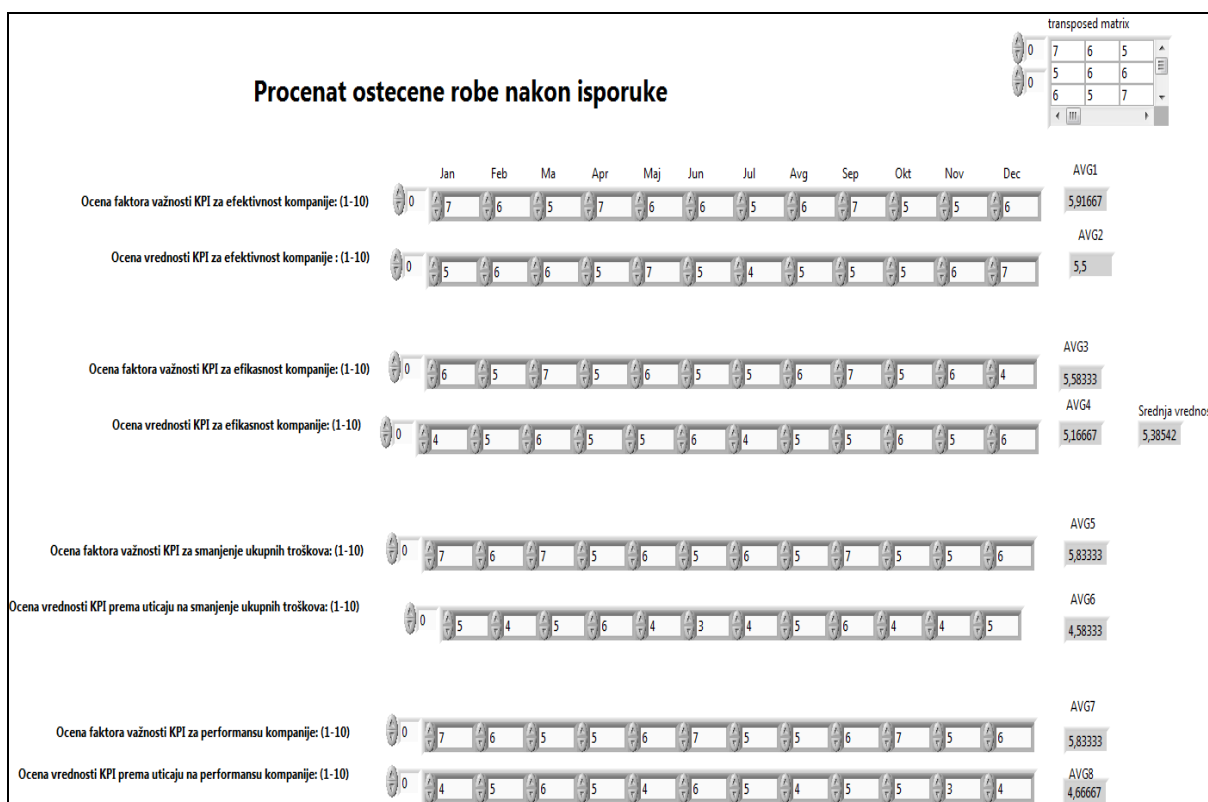 transposed matrix
0 7 6 5
0 5 6 6
6 5 7
Procenat ostecene robe nakon isporuke
Jan Feb Ma Apr Maj Jun Jul Avg Sep Okt Nov Dec AVG1
Ocena faktora važnosti KPI za efektivnost kompanije: (1-10) 0 7 6 5 7 6 6 5 6 7 5 5 6 5,91667
AVG2
Ocena vrednosti KPI za efektivnost kompanije : (1-10) 0 5 6 6 5 7 5 4 5 5 5 6 7 5,5
AVG3
Ocena faktora važnosti KPI za efikasnost kompanije: (1-10) 0 6 5 7 5 6 5 5 6 7 5 6 4 5,58333
AVG4 Srednja vrednos
Ocena vrednosti KPI za efikasnost kompanije: (1-10) 0 4 5 6 5 5 6 4 5 5 6 5 6 5,16667 5,38542
AVG5
Ocena faktora važnosti KPI za smanjenje ukupnih troškova: (1-10) 0 7 6 7 5 6 5 6 5 7 5 5 6 5,83333
AVG6
Ocena vrednosti KPI prema uticaju na smanjenje ukupnih troškova: (1-10) 0 5 4 5 6 4 3 4 5 6 4 4 5 4,58333
AVG7
Ocena faktora važnosti KPI za performansu kompanije: (1-10) 0 7 6 5 5 6 7 5 5 6 7 5 6 5,83333
AVG8
Ocena vrednosti KPI prema uticaju na performansu kompanije: (1-10) 0 4 5 6 5 4 6 5 4 5 5 3 4 4,66667